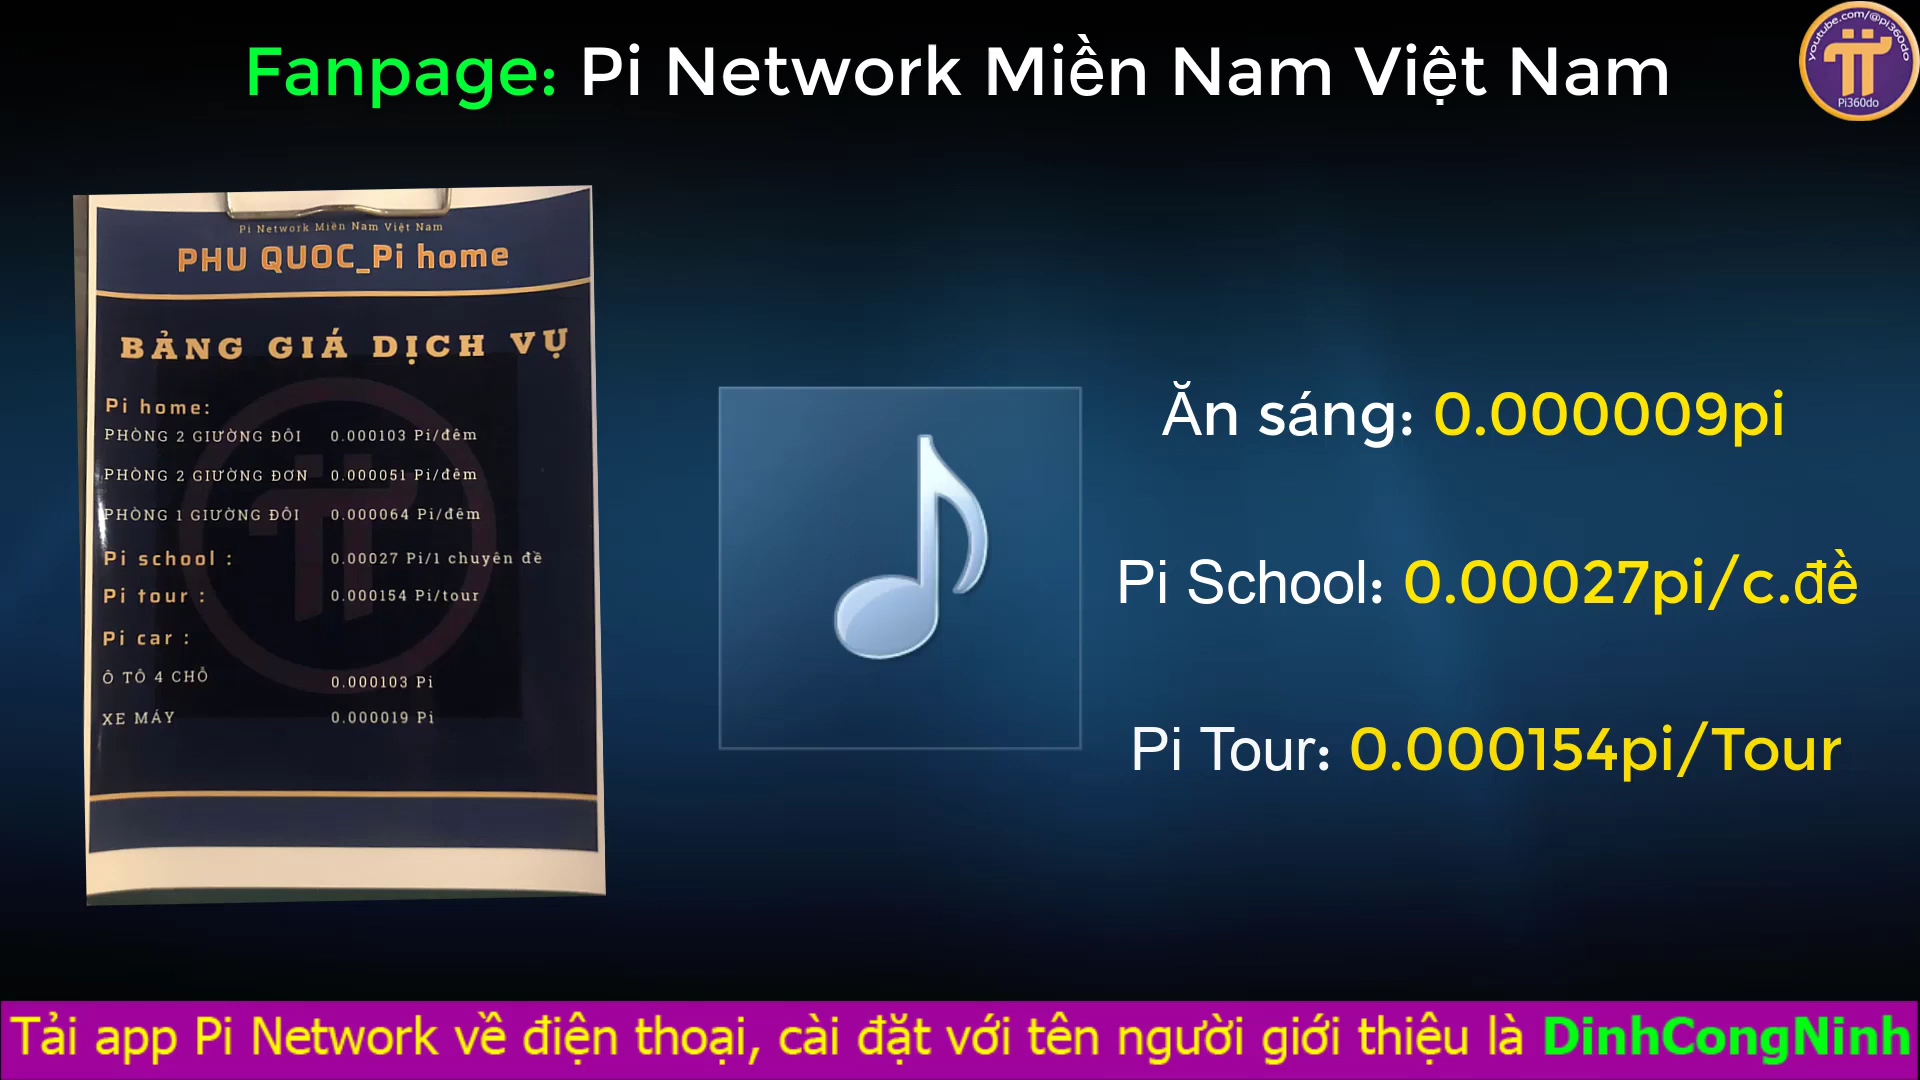 Fanpage: Pi Network Miền Nam Việt Nam
youtube.com/@pi360do
Pi360do
Pi Network Miền Nam Việt Nam
PHU QUOC_Pi home
BẢNG GIÁ DỊCH VỤ
Pi home:
PHÒNG 2 GIƯỜNG ĐÔI 0.000103 Pi/đêm
PHÒNG 2 GIƯỜNG ĐƠN 0.000051 Pi/đêm
PHÒNG 1 GIƯỜNG ĐÔI 0.000064 Pi/đêm
Pi school : 0.00027 Pi/1 chuyên đề
Pi tour : 0.000154 Pi/tour
Pi car :
Ô TÔ 4 CHỖ 0.000103 Pi
XE MÁY 0.000019 Pi
Ăn sáng: 0.000009pi
Pi School: 0.00027pi/c.đề
Pi Tour: 0.000154pi/Tour
Tải app Pi Network về điện thoại, cài đặt với tên người giới thiệu là DinhCongNinh